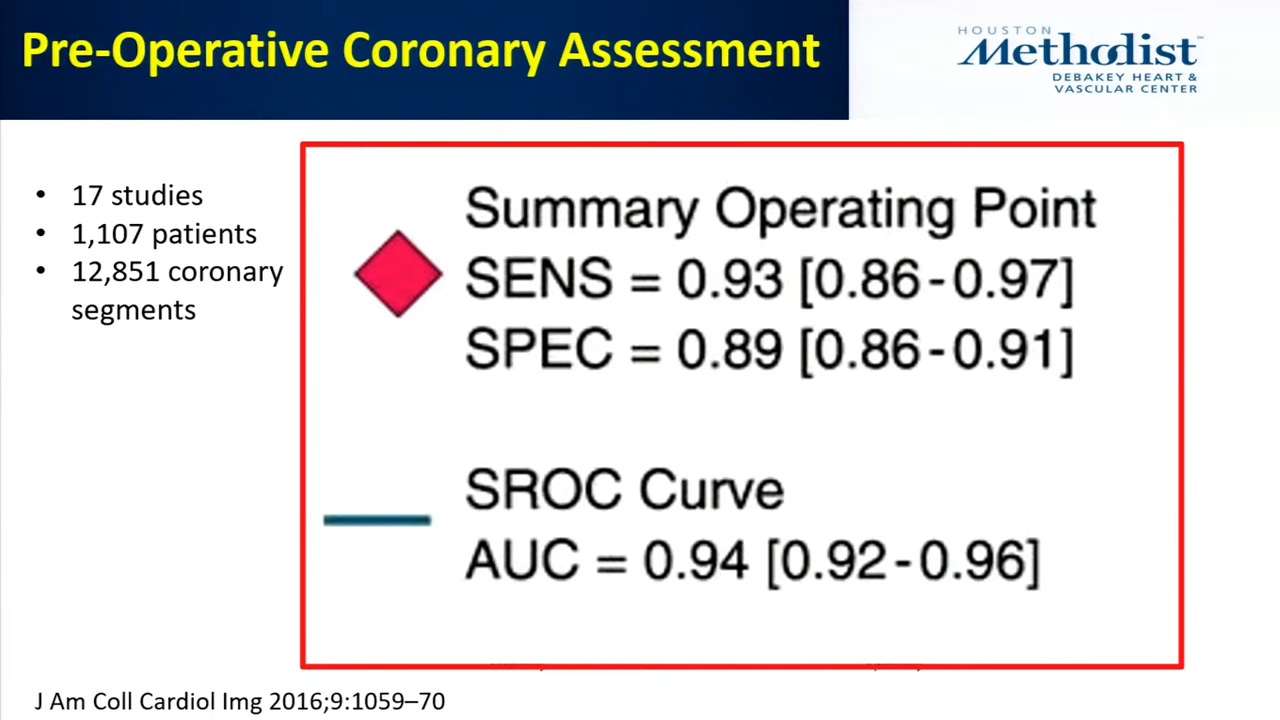 Pre-Operative Coronary Assessment
HOUSTON
Methodist
DEBAKEY HEART &
VASCULAR CENTER
• 17 studies
• 1,107 patients
• 12,851 coronary
segments
Summary Operating Point
SENS = 0.93 [0.86-0.97]
SPEC = 0.89 [0.86-0.91]
SROC Curve
AUC = 0.94 [0.92-0.96]
J Am Coll Cardiol Img 2016;9:1059–70